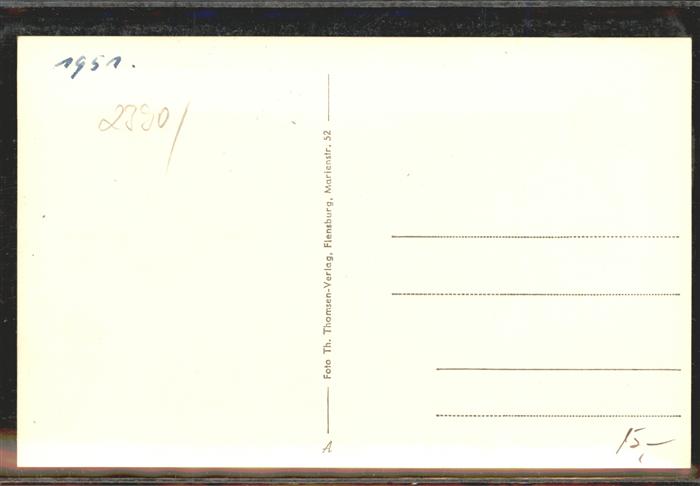 1951.
2390/
Foto Th. Thomsen-Verlag, Flensburg, Marienstr. 52
A
15,-